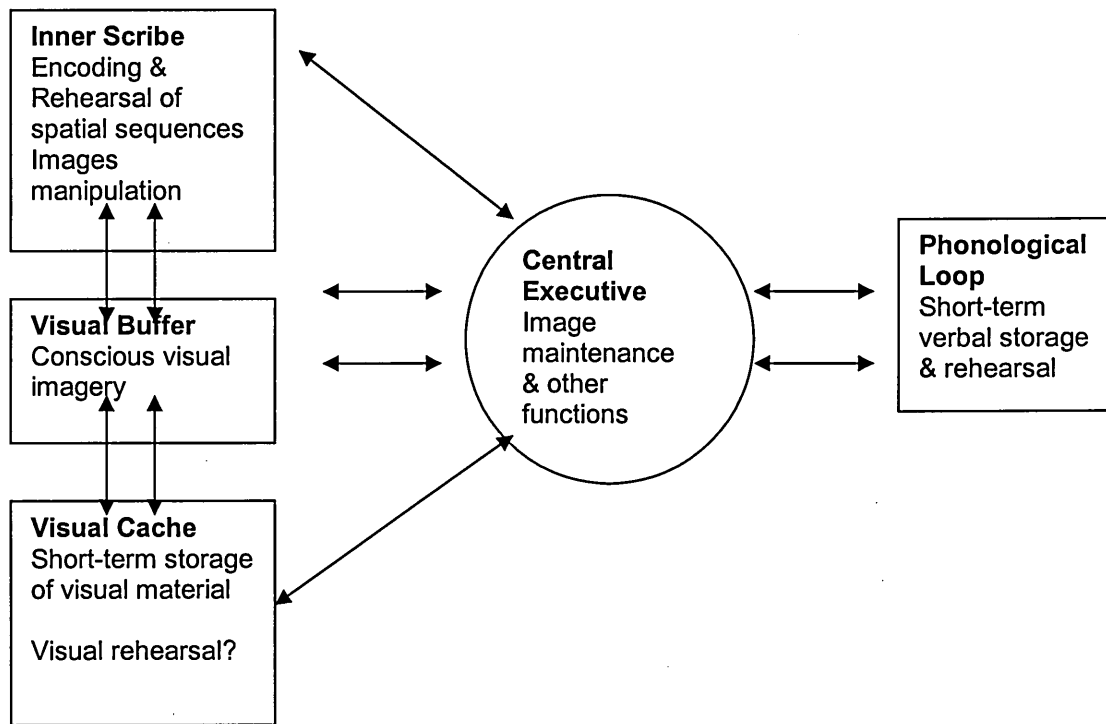 Inner Scribe
Encoding &
Rehearsal of
spatial sequences
Images
manipulation
Visual Buffer
Conscious visual
imagery
Visual Cache
Short-term storage
of visual material
Visual rehearsal?
Central
Executive
Image
maintenance
& other
functions
Phonological
Loop
Short-term
verbal storage
& rehearsal